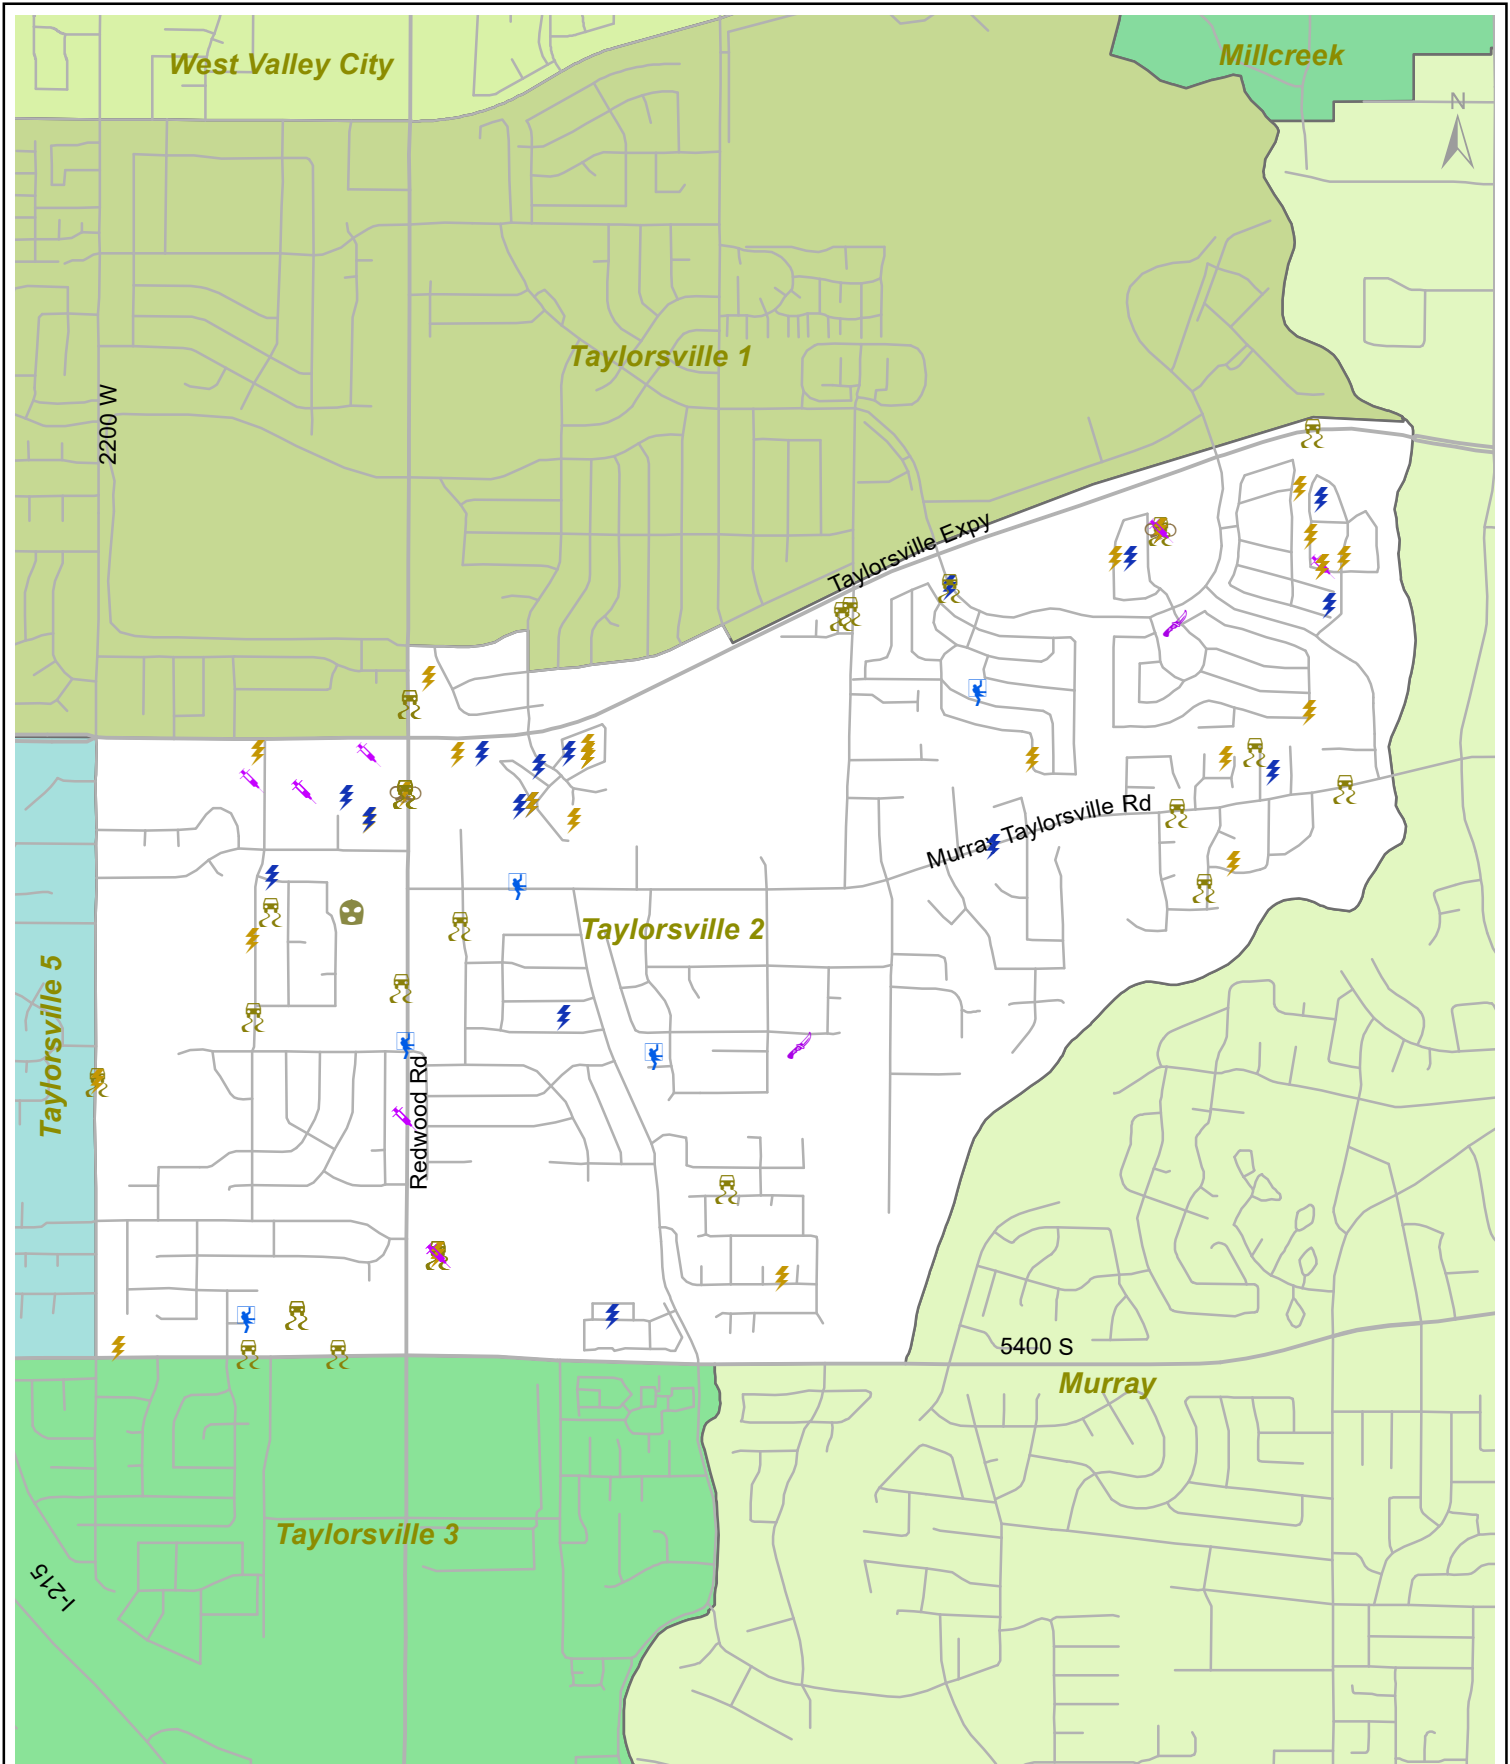 West Valley City
Millcreek
N
Taylorsville 1
2200 W
Taylorsville Expy
Murray Taylorsville Rd
Taylorsville 2
Taylorsville 5
Redwood Rd
5400 S
Murray
Taylorsville 3
I-215